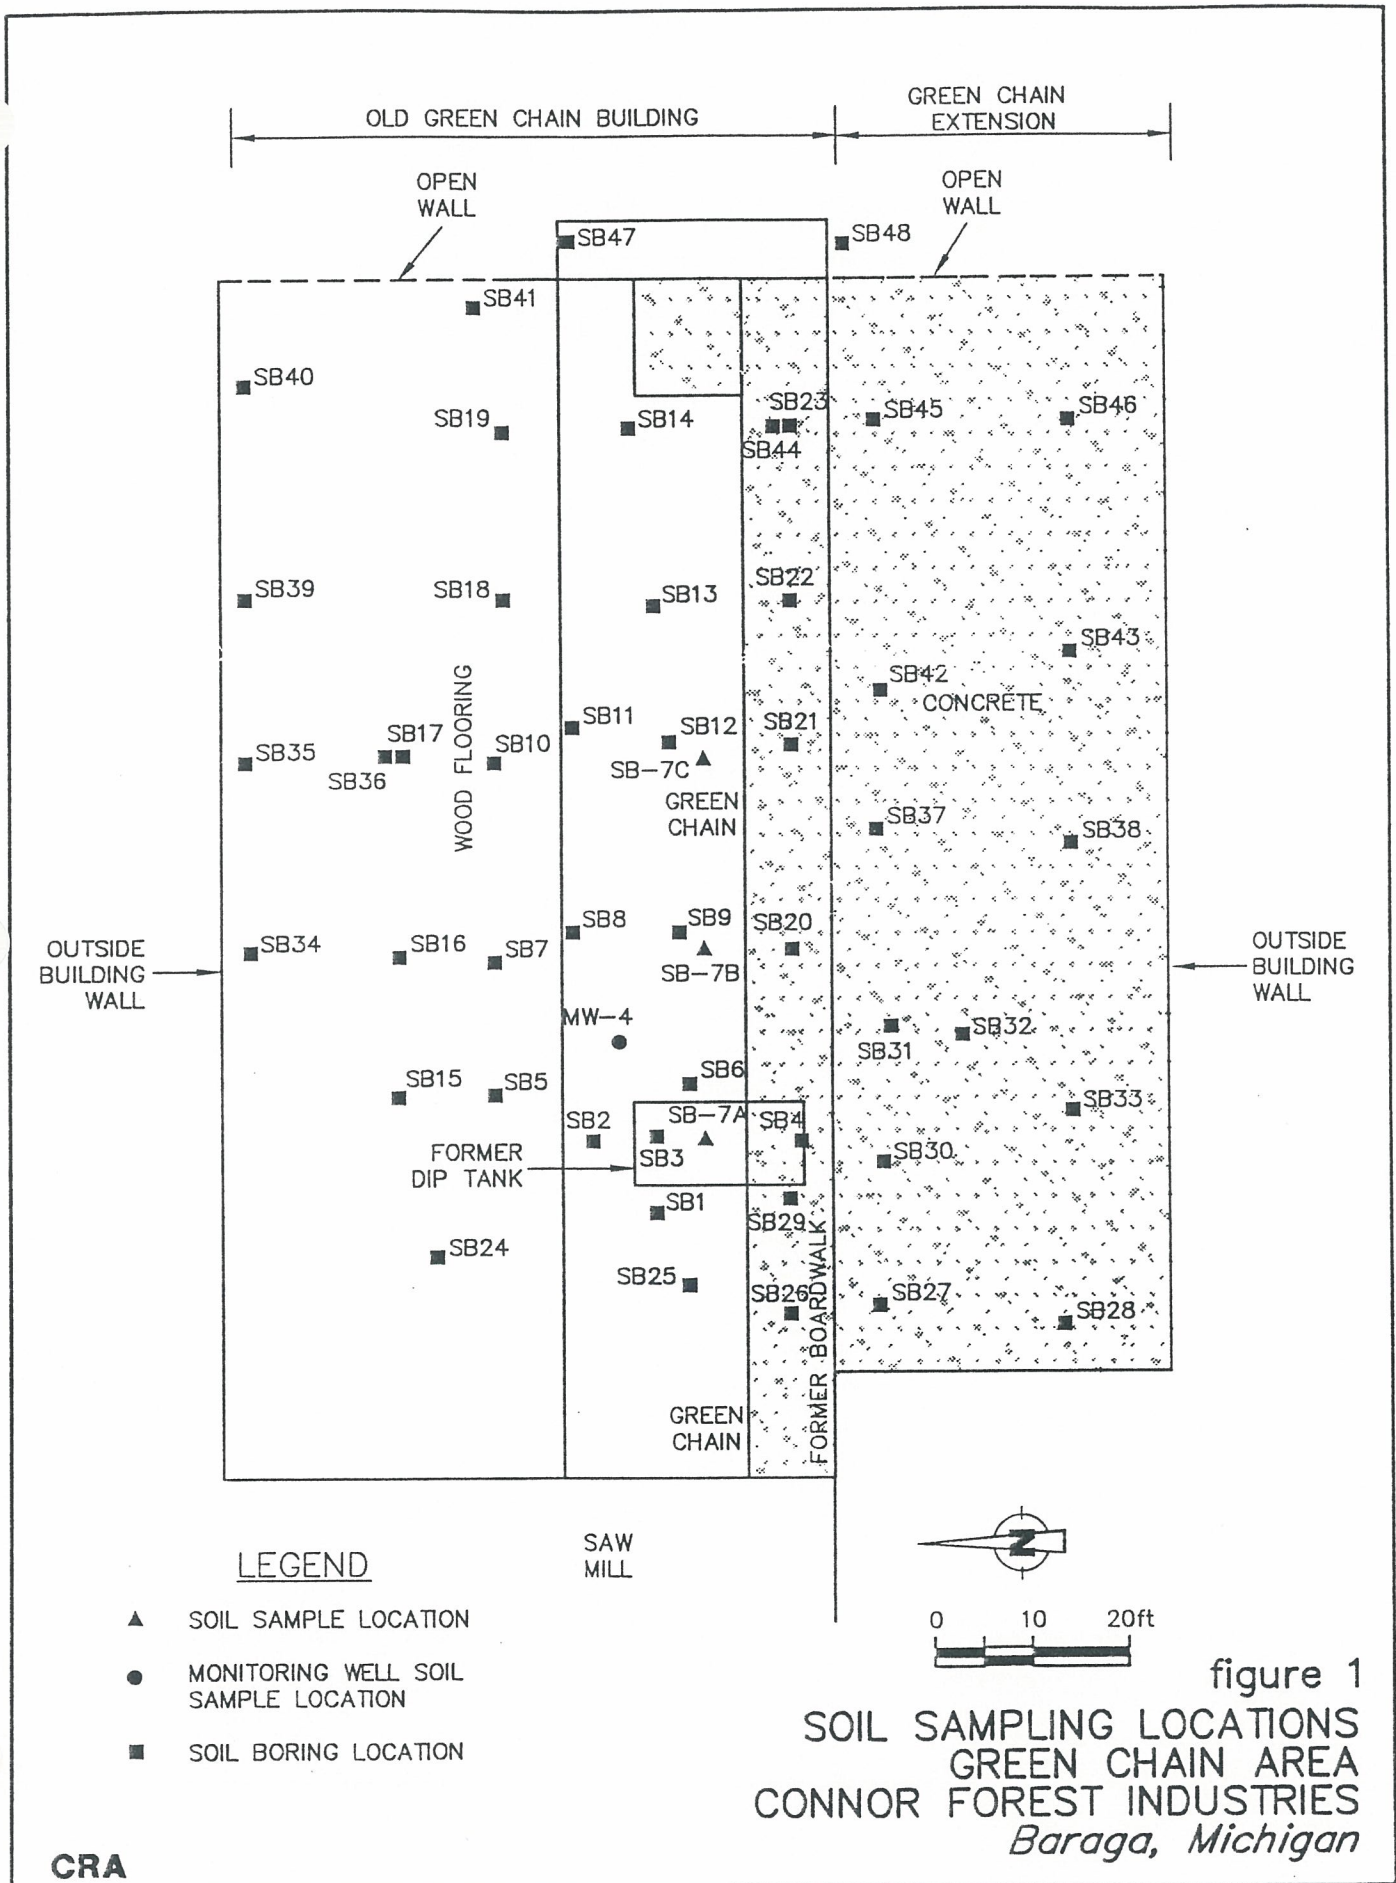 OLD GREEN CHAIN BUILDING
GREEN CHAIN
EXTENSION
OPEN
WALL
OPEN
WALL
SB47
SB48
SB41
SB40
SB19
SB14
SB23
SB44
SB45
SB46
SB39
SB18
SB13
SB22
SB43
SB42
CONCRETE
WOOD FLOORING
SB11
SB12
SB21
SB35
SB17
SB36
SB10
SB-7C
GREEN
CHAIN
SB37
SB38
SB8
SB9
SB20
SB34
SB16
SB7
SB-7B
OUTSIDE
BUILDING
WALL
OUTSIDE
BUILDING
WALL
MW-4
SB31
SB32
SB15
SB5
SB6
SB33
SB2
SB-7A
SB4
SB3
FORMER
DIP TANK
SB30
SB1
SB29
SB24
SB25
SB26
SB27
SB28
FORMER BOARDWALK
GREEN
CHAIN
SAW
MILL
N
LEGEND
SOIL SAMPLE LOCATION
MONITORING WELL SOIL
SAMPLE LOCATION
SOIL BORING LOCATION
0 10 20ft
figure 1
SOIL SAMPLING LOCATIONS
GREEN CHAIN AREA
CONNOR FOREST INDUSTRIES
Baraga, Michigan
CRA